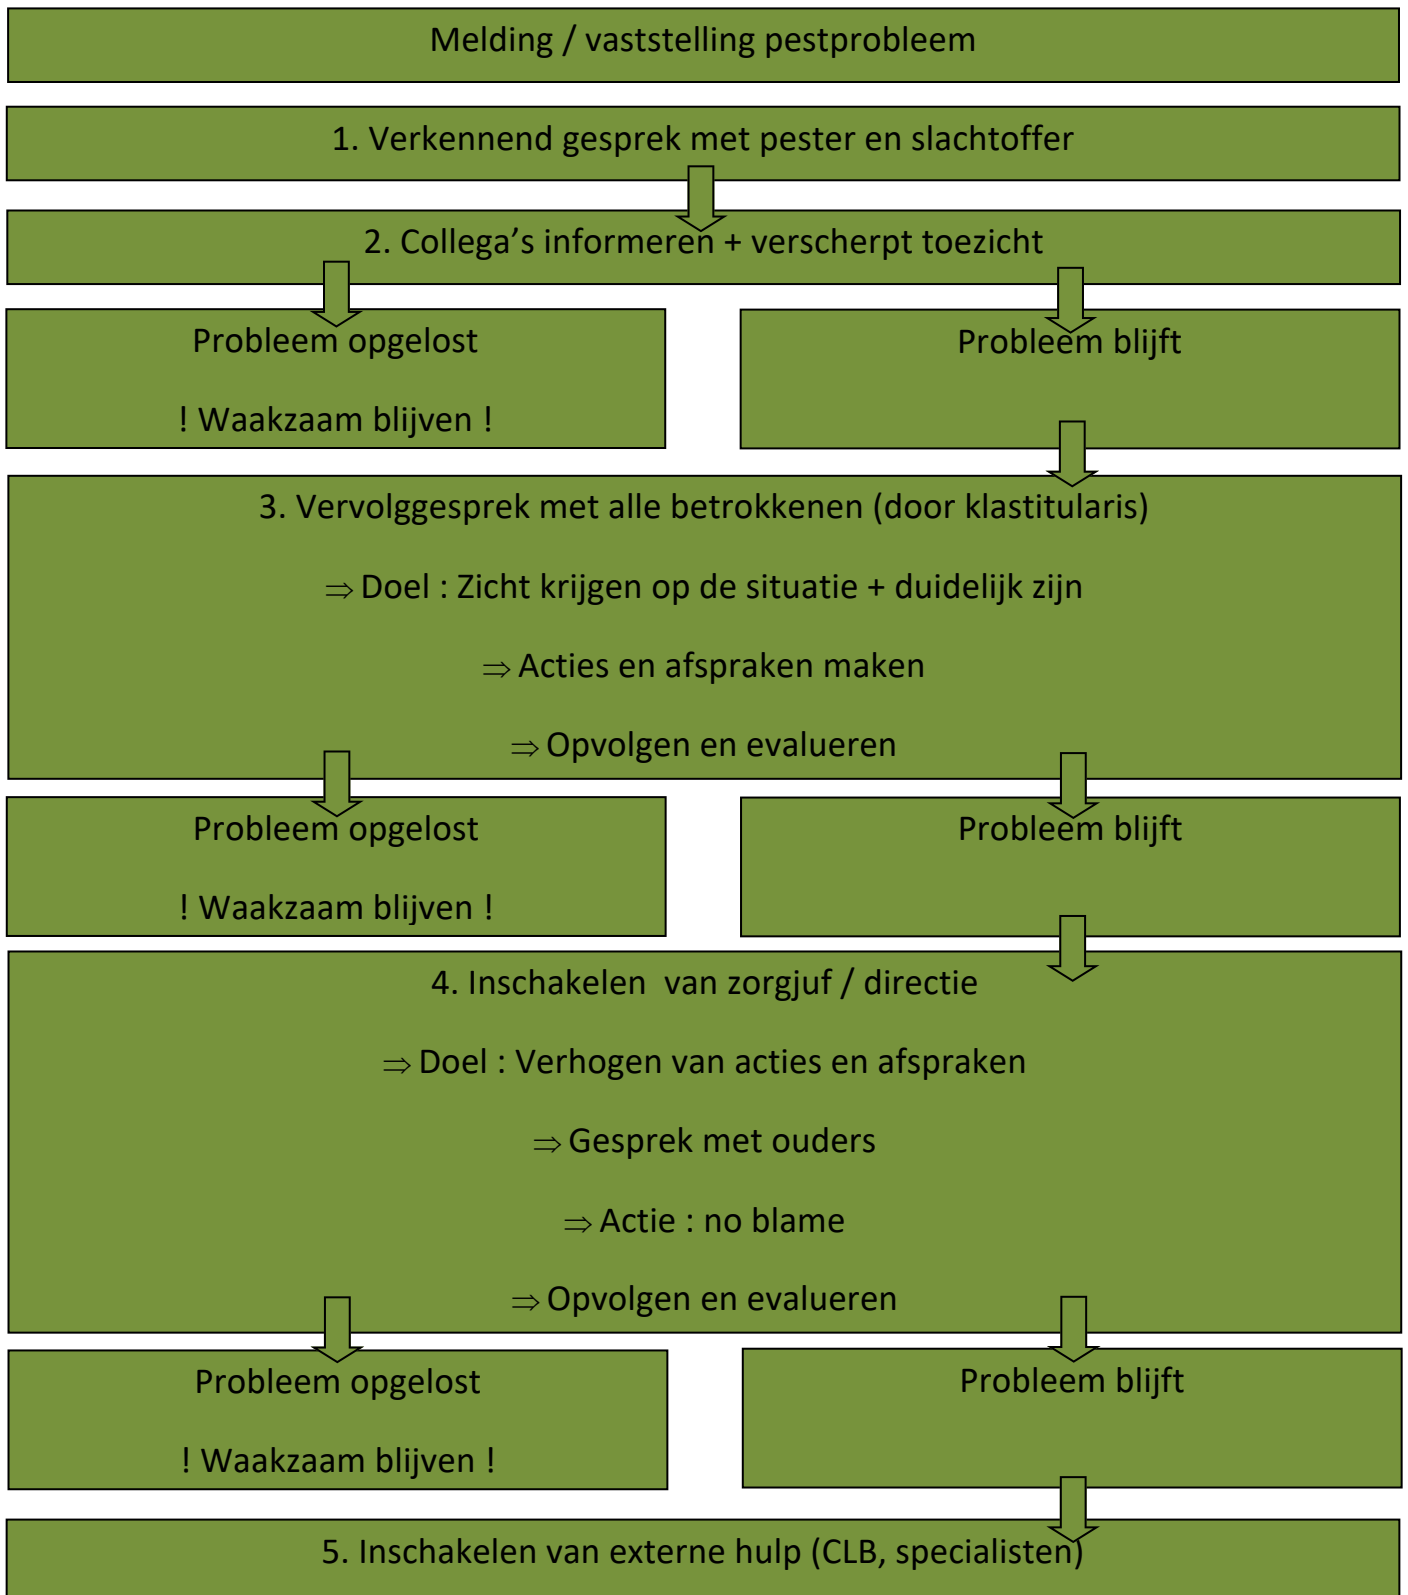 Melding / vaststelling pestprobleem
1. Verkennend gesprek met pester en slachtoffer
2. Collega’s informeren + verscherpt toezicht
Probleem opgelost
! Waakzaam blijven !
Probleem blijft
3. Vervolggesprek met alle betrokkenen (door klastitularis)
⇒ Doel : Zicht krijgen op de situatie + duidelijk zijn
⇒ Acties en afspraken maken
⇒ Opvolgen en evalueren
Probleem opgelost
! Waakzaam blijven !
Probleem blijft
4. Inschakelen van zorgjuf / directie
⇒ Doel : Verhogen van acties en afspraken
⇒ Gesprek met ouders
⇒ Actie : no blame
⇒ Opvolgen en evalueren
Probleem opgelost
! Waakzaam blijven !
Probleem blijft
5. Inschakelen van externe hulp (CLB, specialisten)